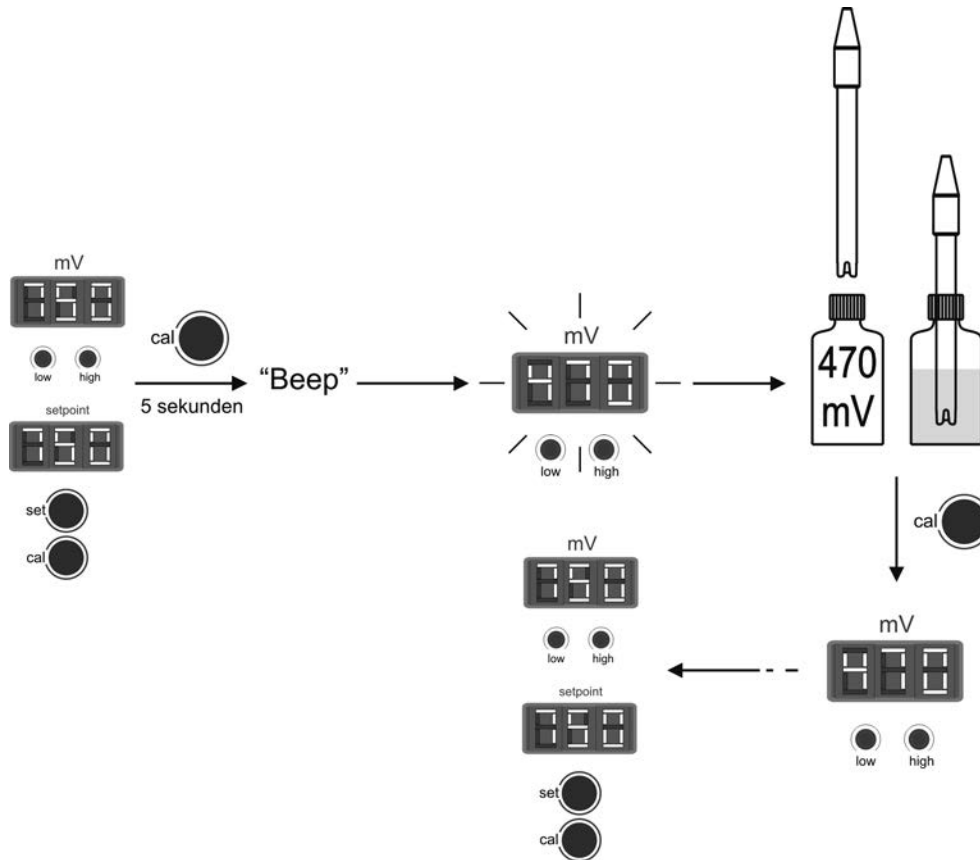 mV
low high
setpoint
set
cal
cal
5 sekunden
“Beep”
mV
low high
470
mV
cal
mV
low high
mV
low high
setpoint
set
cal